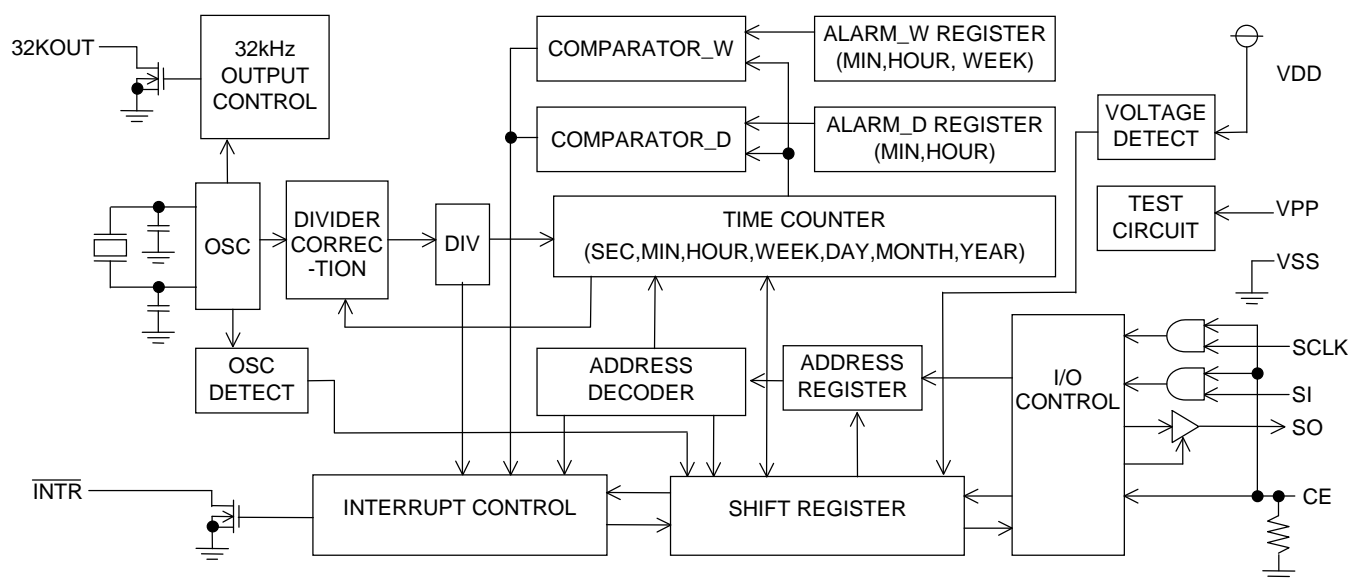 32KOUT
32kHz
OUTPUT
CONTROL
COMPARATOR_W
ALARM_W REGISTER
(MIN,HOUR, WEEK)
VDD
COMPARATOR_D
ALARM_D REGISTER
(MIN,HOUR)
VOLTAGE
DETECT
OSC
DIVIDER
CORREC
-TION
DIV
TIME COUNTER
(SEC,MIN,HOUR,WEEK,DAY,MONTH,YEAR)
TEST
CIRCUIT
VPP
VSS
OSC
DETECT
ADDRESS
DECODER
ADDRESS
REGISTER
I/O
CONTROL
SCLK
SI
SO
INTR
INTERRUPT CONTROL
SHIFT REGISTER
CE